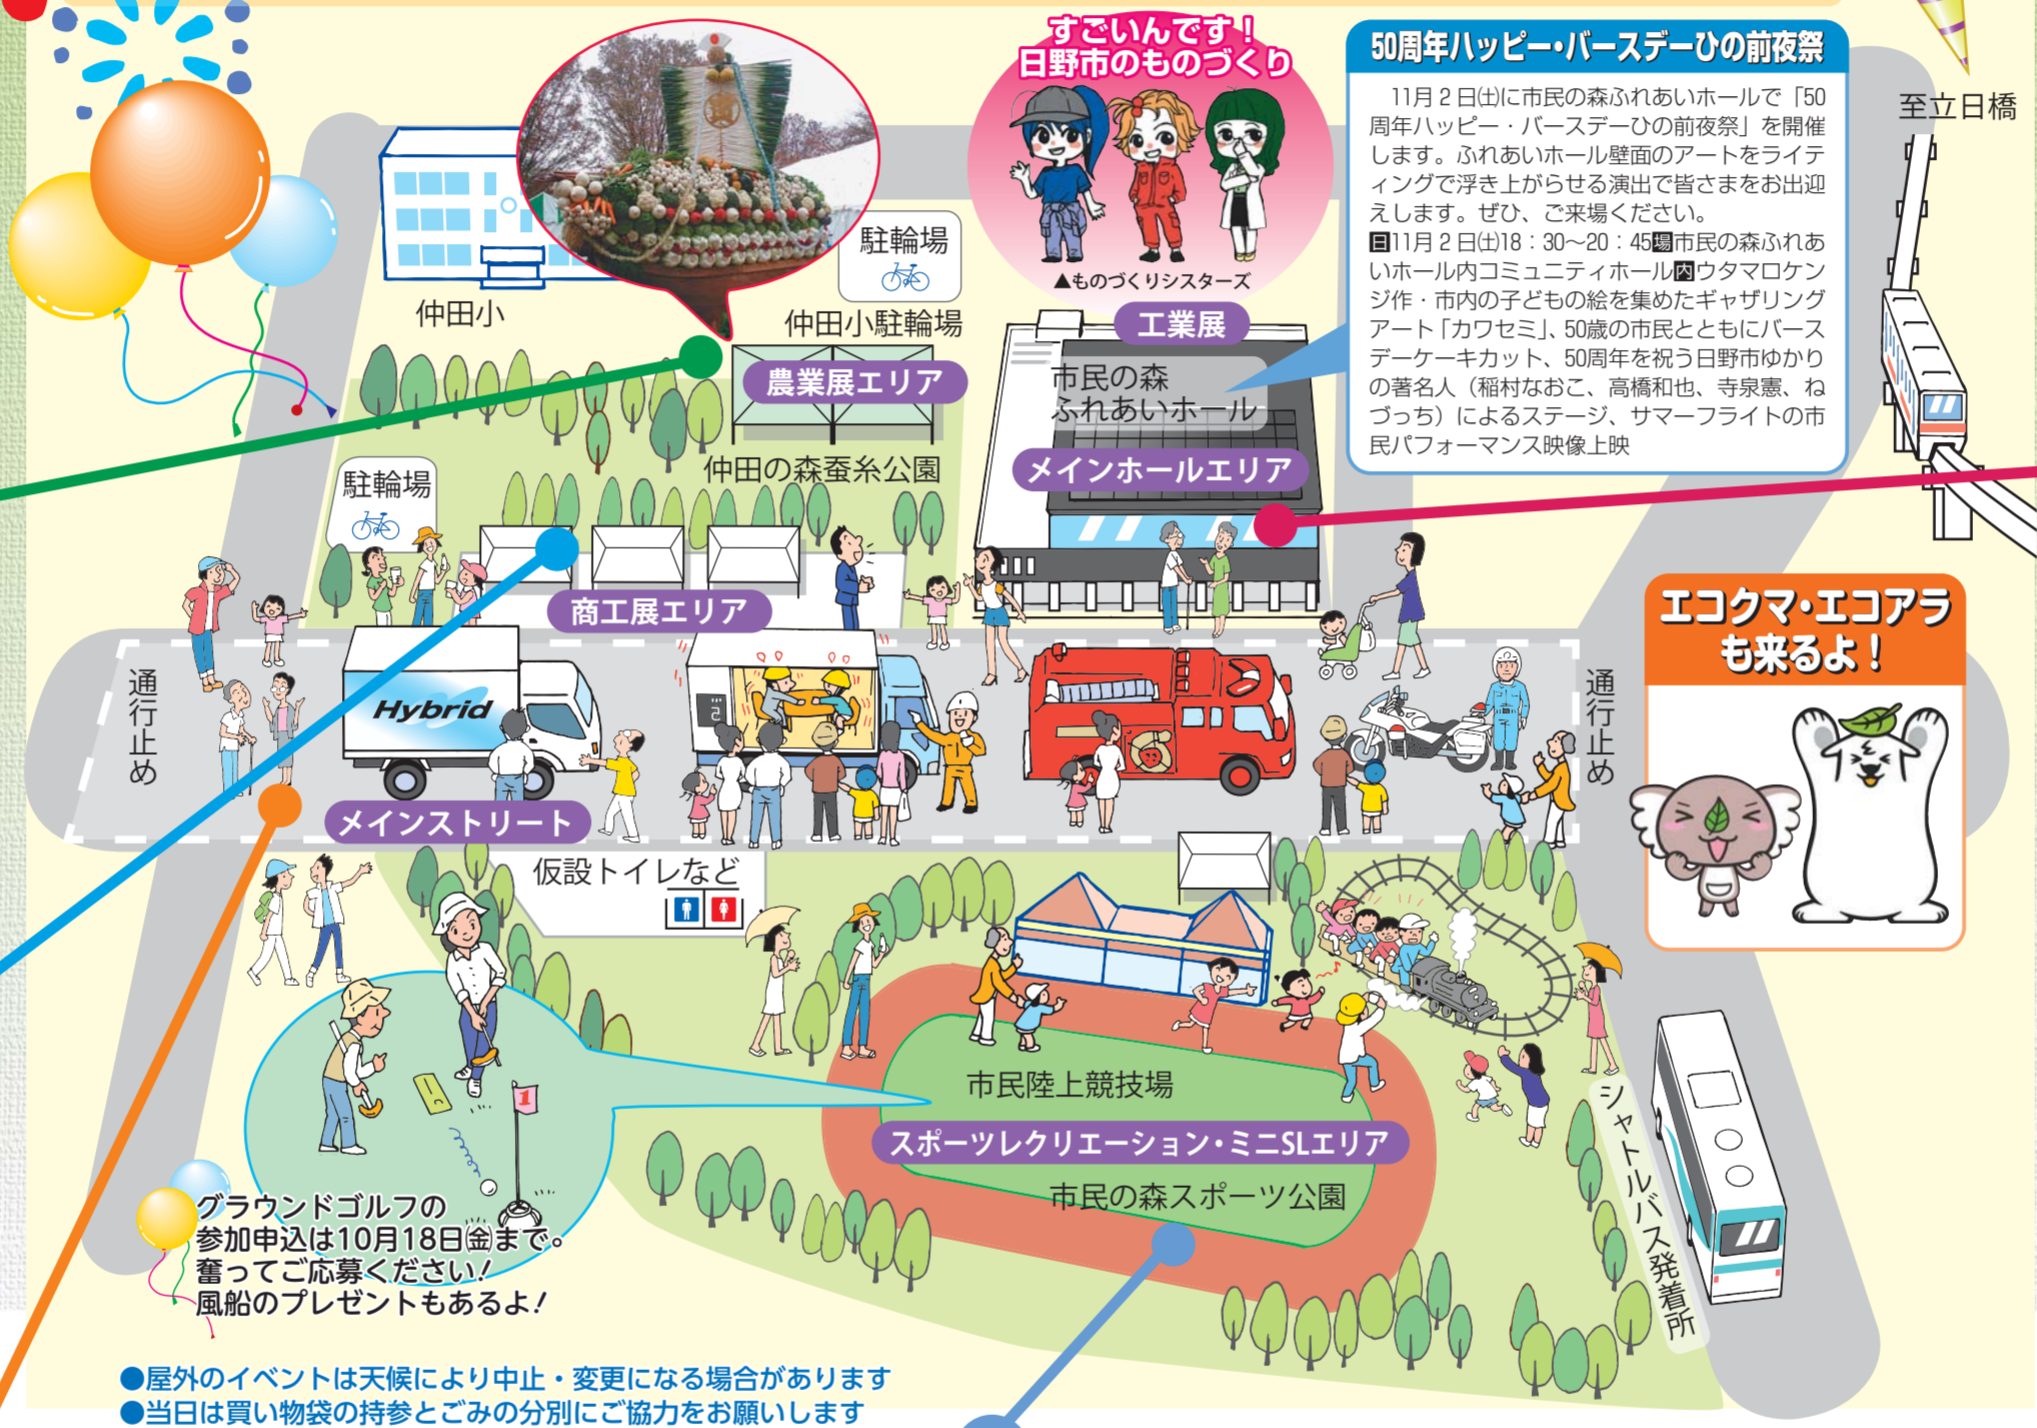 すごいんです！
日野市のものづくり
▲ものづくりシスターズ
50周年ハッピー・バースデーひの前夜祭
11月2日㈯に市民の森ふれあいホールで「50
周年ハッピー・バースデーひの前夜祭」を開催
します。ふれあいホール壁面のアートをライテ
ィングで浮き上がらせる演出で皆さまをお出迎
えします。ぜひ、ご来場ください。
日11月2日㈯18：30～20：45場市民の森ふれあ
いホール内コミュニティホール内ウタマロケン
ジ作・市内の子どもの絵を集めたギャザリング
アート「カワセミ」、50歳の市民とともにバース
デーケーキカット、50周年を祝う日野市ゆかり
の著名人（稲村なおこ、高橋和也、寺泉憲、ね
づっち）によるステージ、サマーフライトの市
民パフォーマンス映像上映
至立日橋
仲田小
駐輪場
仲田小駐輪場
工業展
市民の森
ふれあいホール
農業展エリア
メインホールエリア
仲田の森蚕糸公園
駐輪場
商工展エリア
エコクマ・エコアラ
も来るよ！
通行止め
Hybrid
2
通行止め
メインストリート
仮設トイレなど
1
市民陸上競技場
スポーツレクリエーション・ミニSLエリア
市民の森スポーツ公園
シャトルバス発着所
グラウンドゴルフの
参加申込は10月18日㈮まで。
奮ってご応募ください！
風船のプレゼントもあるよ！
●屋外のイベントは天候により中止・変更になる場合があります
●当日は買い物袋の持参とごみの分別にご協力をお願いします